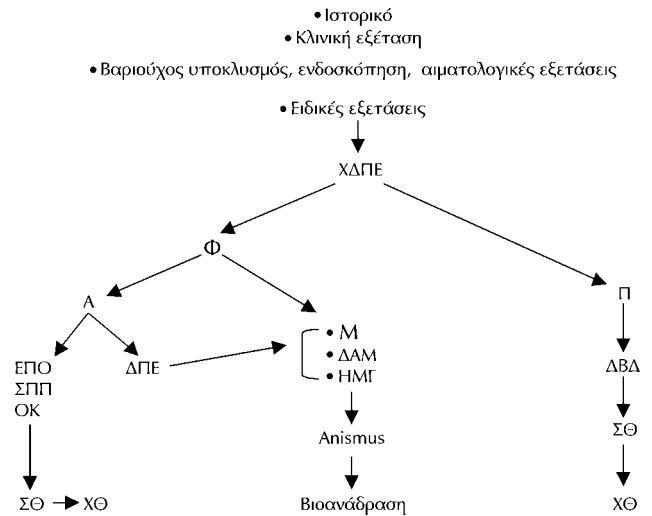 • Ιστορικό
• Κλινική εξέταση
• Βαριούχος υποκλυσμός, ενδοσκόπηση, αιματολογικές εξετάσεις
• Ειδικές εξετάσεις
ΧΔΠΕ
Φ
Α
Π
• Μ
ΕΠΟ
ΔΠΕ
• ΔΑΜ
ΔΒΔ
ΣΠΠ
• ΗΜΓ
ΟΚ
Anismus
ΣΘ
ΣΘ
ΧΘ
Βιοανάδραση
ΧΘ